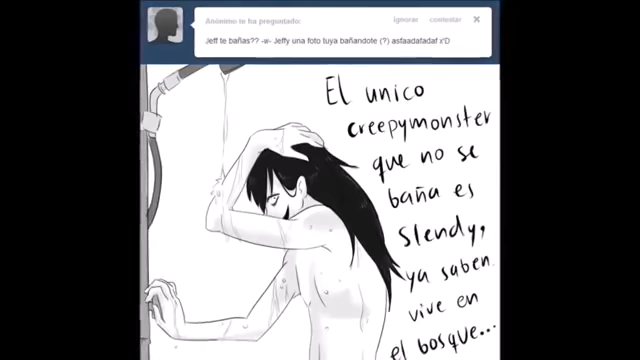 Anónimo te ha preguntado:
ignorar contestar ×
Jeff te bañas?? -w- Jeffy una foto tuya bañandote (?) asfaadafadaf x'D
El unico
creepymonster
que no se
baña es
Slendy,
ya saben
vive en
el bosque...